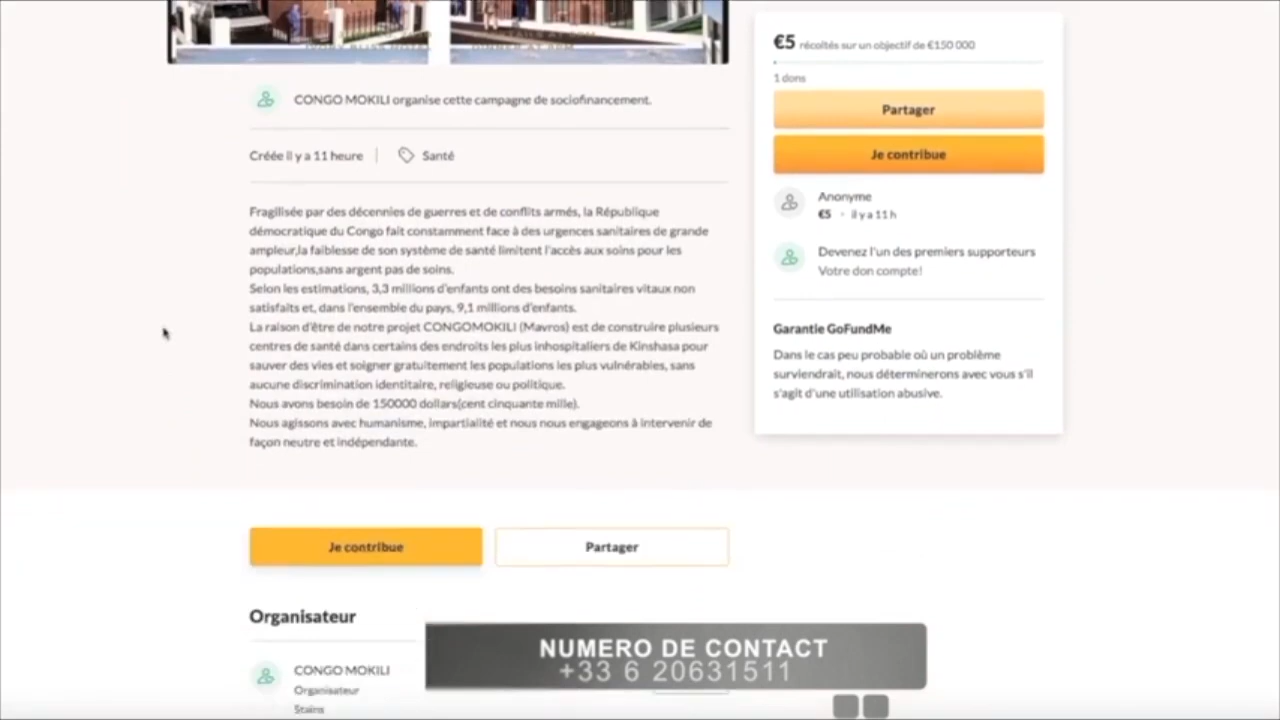 CONGO MOKILI organise cette campagne de sociofinancement.
Créée il y a 11 heure
Santé
Fragilisée par des décennies de guerres et de conflits armés, la République
démocratique du Congo fait constamment face à des urgences sanitaires de grande
ampleur,la faiblesse de son système de santé limitent l'accès aux soins pour les
populations,sans argent pas de soins.
Selon les estimations, 3,3 millions d'enfants ont des besoins sanitaires vitaux non
satisfaits et, dans l'ensemble du pays, 9,1 millions d'enfants.
La raison d'être de notre projet CONGOMOKILI (Mavros) est de construire plusieurs
centres de santé dans certains des endroits les plus inhospitaliers de Kinshasa pour
sauver des vies et soigner gratuitement les populations les plus vulnérables, sans
aucune discrimination identitaire, religieuse ou politique.
Nous avons besoin de 150000 dollars(cent cinquante mille).
Nous agissons avec humanisme, impartialité et nous nous engageons à intervenir de
façon neutre et indépendante.
Je contribue
Partager
Organisateur
CONGO MOKILI
Organisateur
Stains
€5 récoltés sur un objectif de €150 000
1 dons
Partager
Je contribue
Anonyme
€5 • il y a 11 h
Devenez l'un des premiers supporteurs
Votre don compte!
Garantie GoFundMe
Dans le cas peu probable où un problème
surviendrait, nous déterminerons avec vous s'il
s'agit d'une utilisation abusive.
NUMERO DE CONTACT
+33 6 20631511